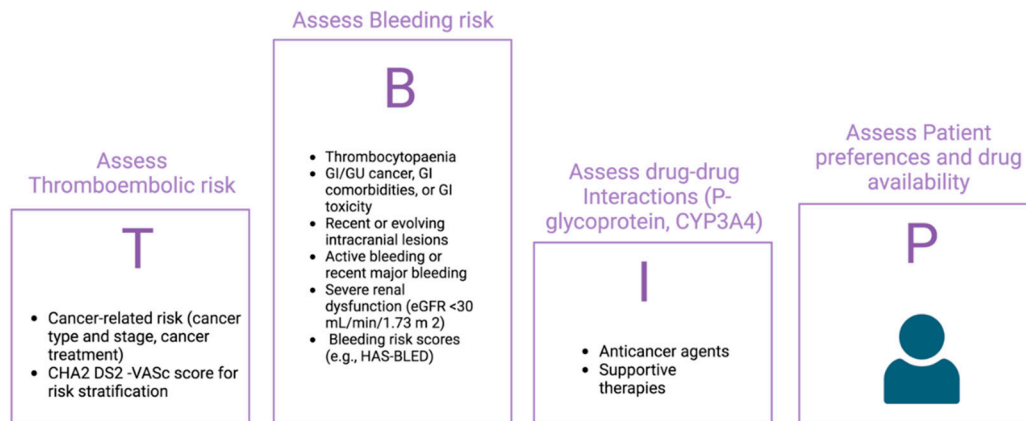 Assess
Thromboembolic risk
T
• Cancer-related risk (cancer
type and stage, cancer
treatment)
• CHA2 DS2 -VASc score for
risk stratification
Assess Bleeding risk
B
• Thrombocytopaenia
• GI/GU cancer, GI
comorbidities, or GI
toxicity
• Recent or evolving
intracranial lesions
• Active bleeding or
recent major bleeding
• Severe renal
dysfunction (eGFR <30
mL/min/1.73 m 2)
• Bleeding risk scores
(e.g., HAS-BLED)
Assess drug-drug
Interactions (P-
glycoprotein, CYP3A4)
I
• Anticancer agents
• Supportive
therapies
Assess Patient
preferences and drug
availability
P